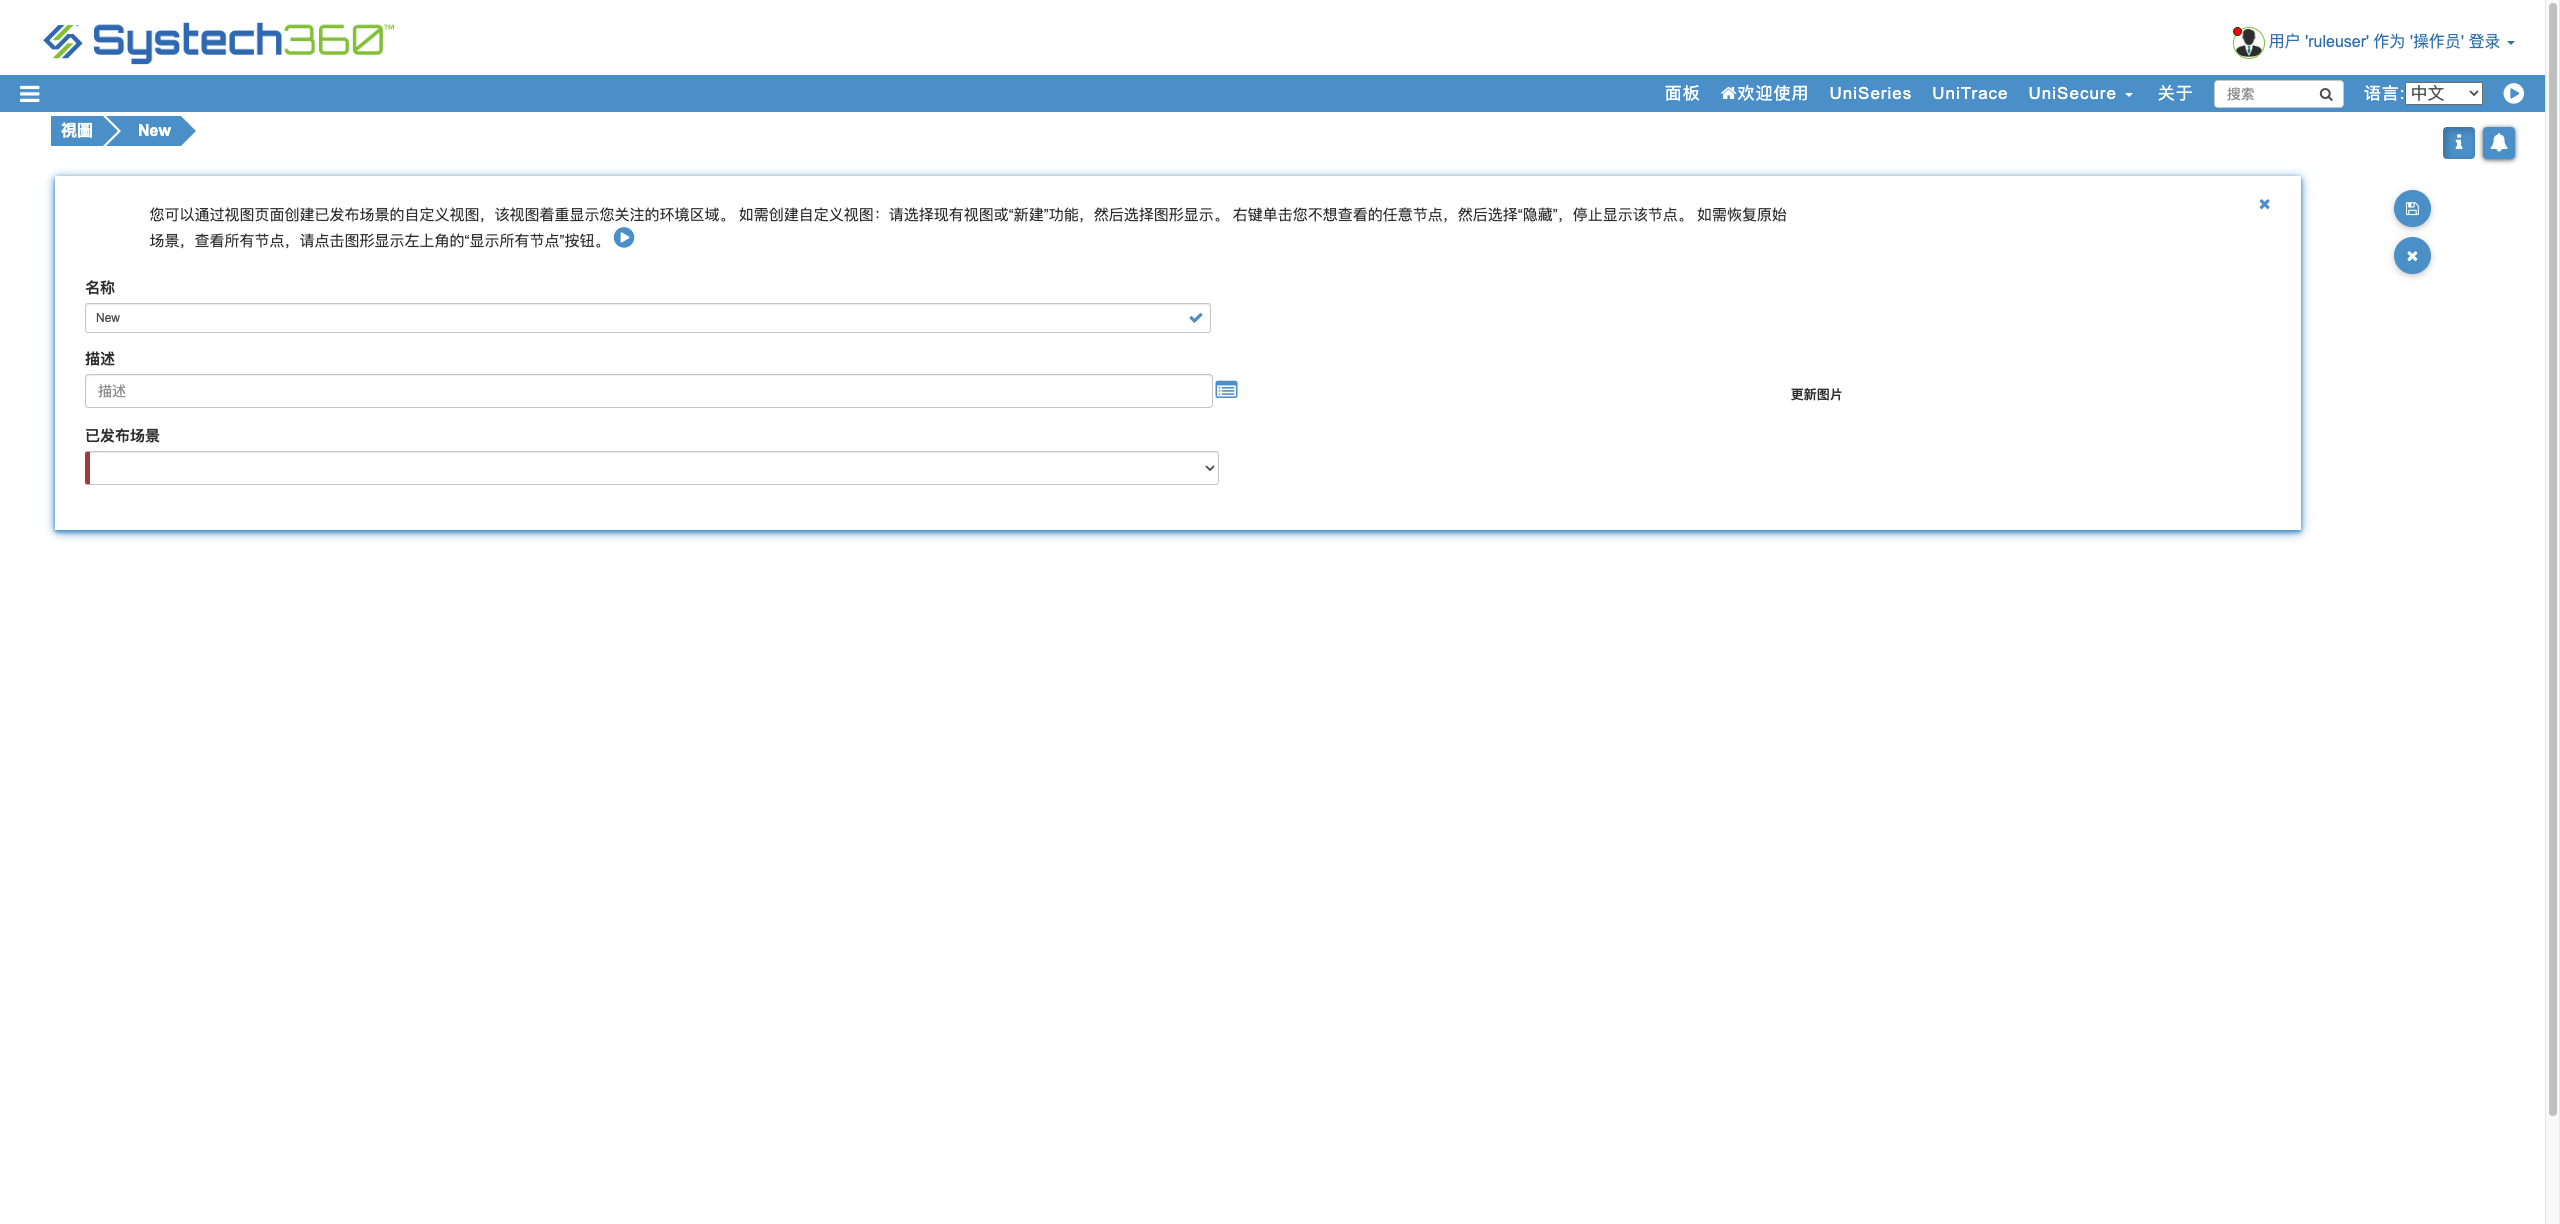 Systech360™
用户 'ruleuser' 作为 '操作员' 登录
面板 欢迎使用 UniSeries UniTrace UniSecure 关于 搜索 语言: 中文
視圖 New
您可以通过视图页面创建已发布场景的自定义视图，该视图着重显示您关注的环境区域。 如需创建自定义视图：请选择现有视图或“新建”功能，然后选择图形显示。 右键单击您不想查看的任意节点，然后选择“隐藏”，停止显示该节点。 如需恢复原始
场景，查看所有节点，请点击图形显示左上角的“显示所有节点”按钮。
名称
New
描述
描述
更新图片
已发布场景